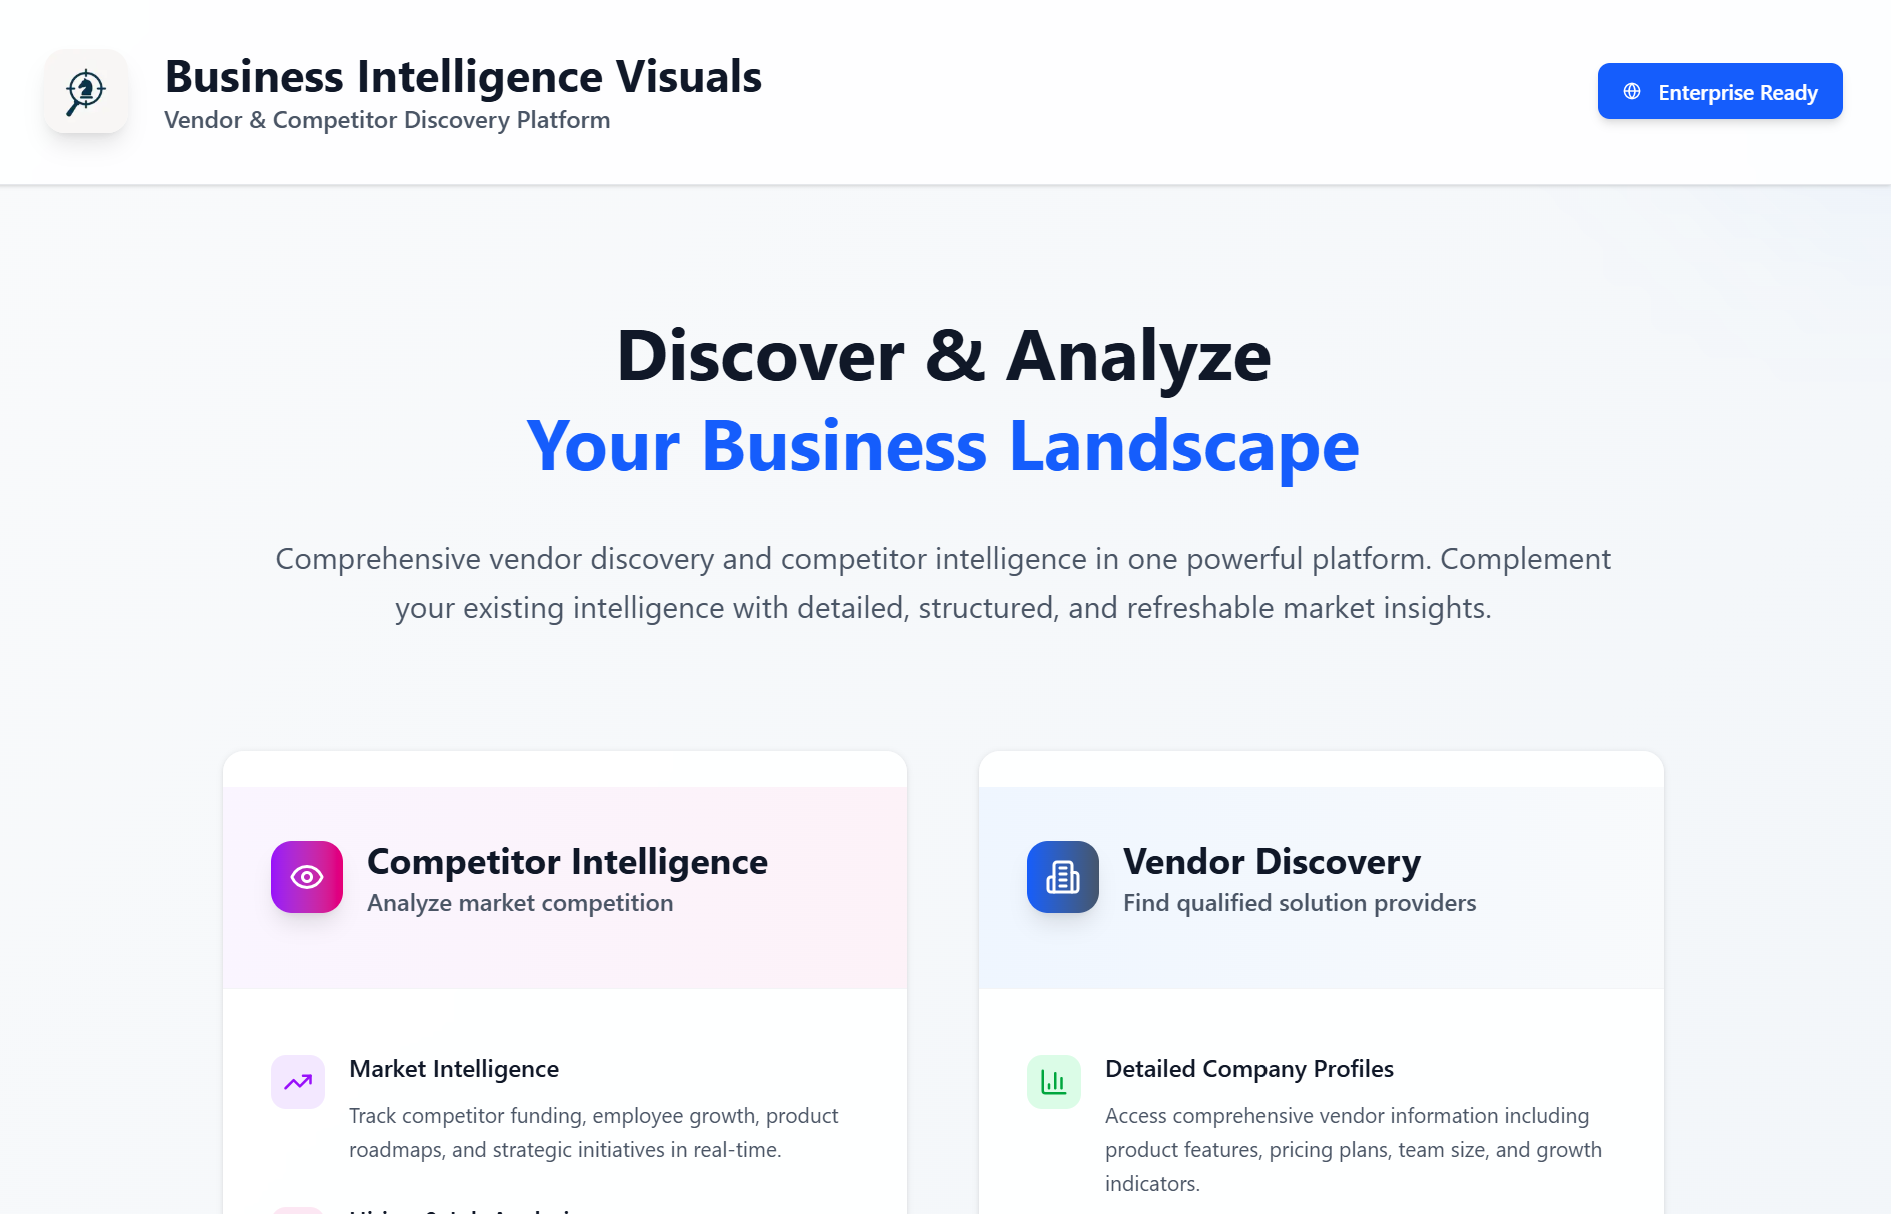 Business Intelligence Visuals
Vendor & Competitor Discovery Platform
Enterprise Ready
Discover & Analyze
Your Business Landscape
Comprehensive vendor discovery and competitor intelligence in one powerful platform. Complement
your existing intelligence with detailed, structured, and refreshable market insights.
Competitor Intelligence
Analyze market competition
Market Intelligence
Track competitor funding, employee growth, product
roadmaps, and strategic initiatives in real-time.
Vendor Discovery
Find qualified solution providers
Detailed Company Profiles
Access comprehensive vendor information including
product features, pricing plans, team size, and growth
indicators.